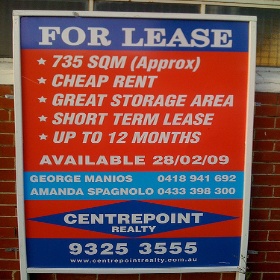 FOR LEASE
★ 735 SQM (Approx)
★ CHEAP RENT
★ GREAT STORAGE AREA
★ SHORT TERM LEASE
★ UP TO 12 MONTHS
AVAILABLE 28/02/09
GEORGE MANIOS 0418 941 692
AMANDA SPAGNOLO 0433 398 300
CENTREPOINT
REALTY
9325 3555
www.centrepointrealty.com.au